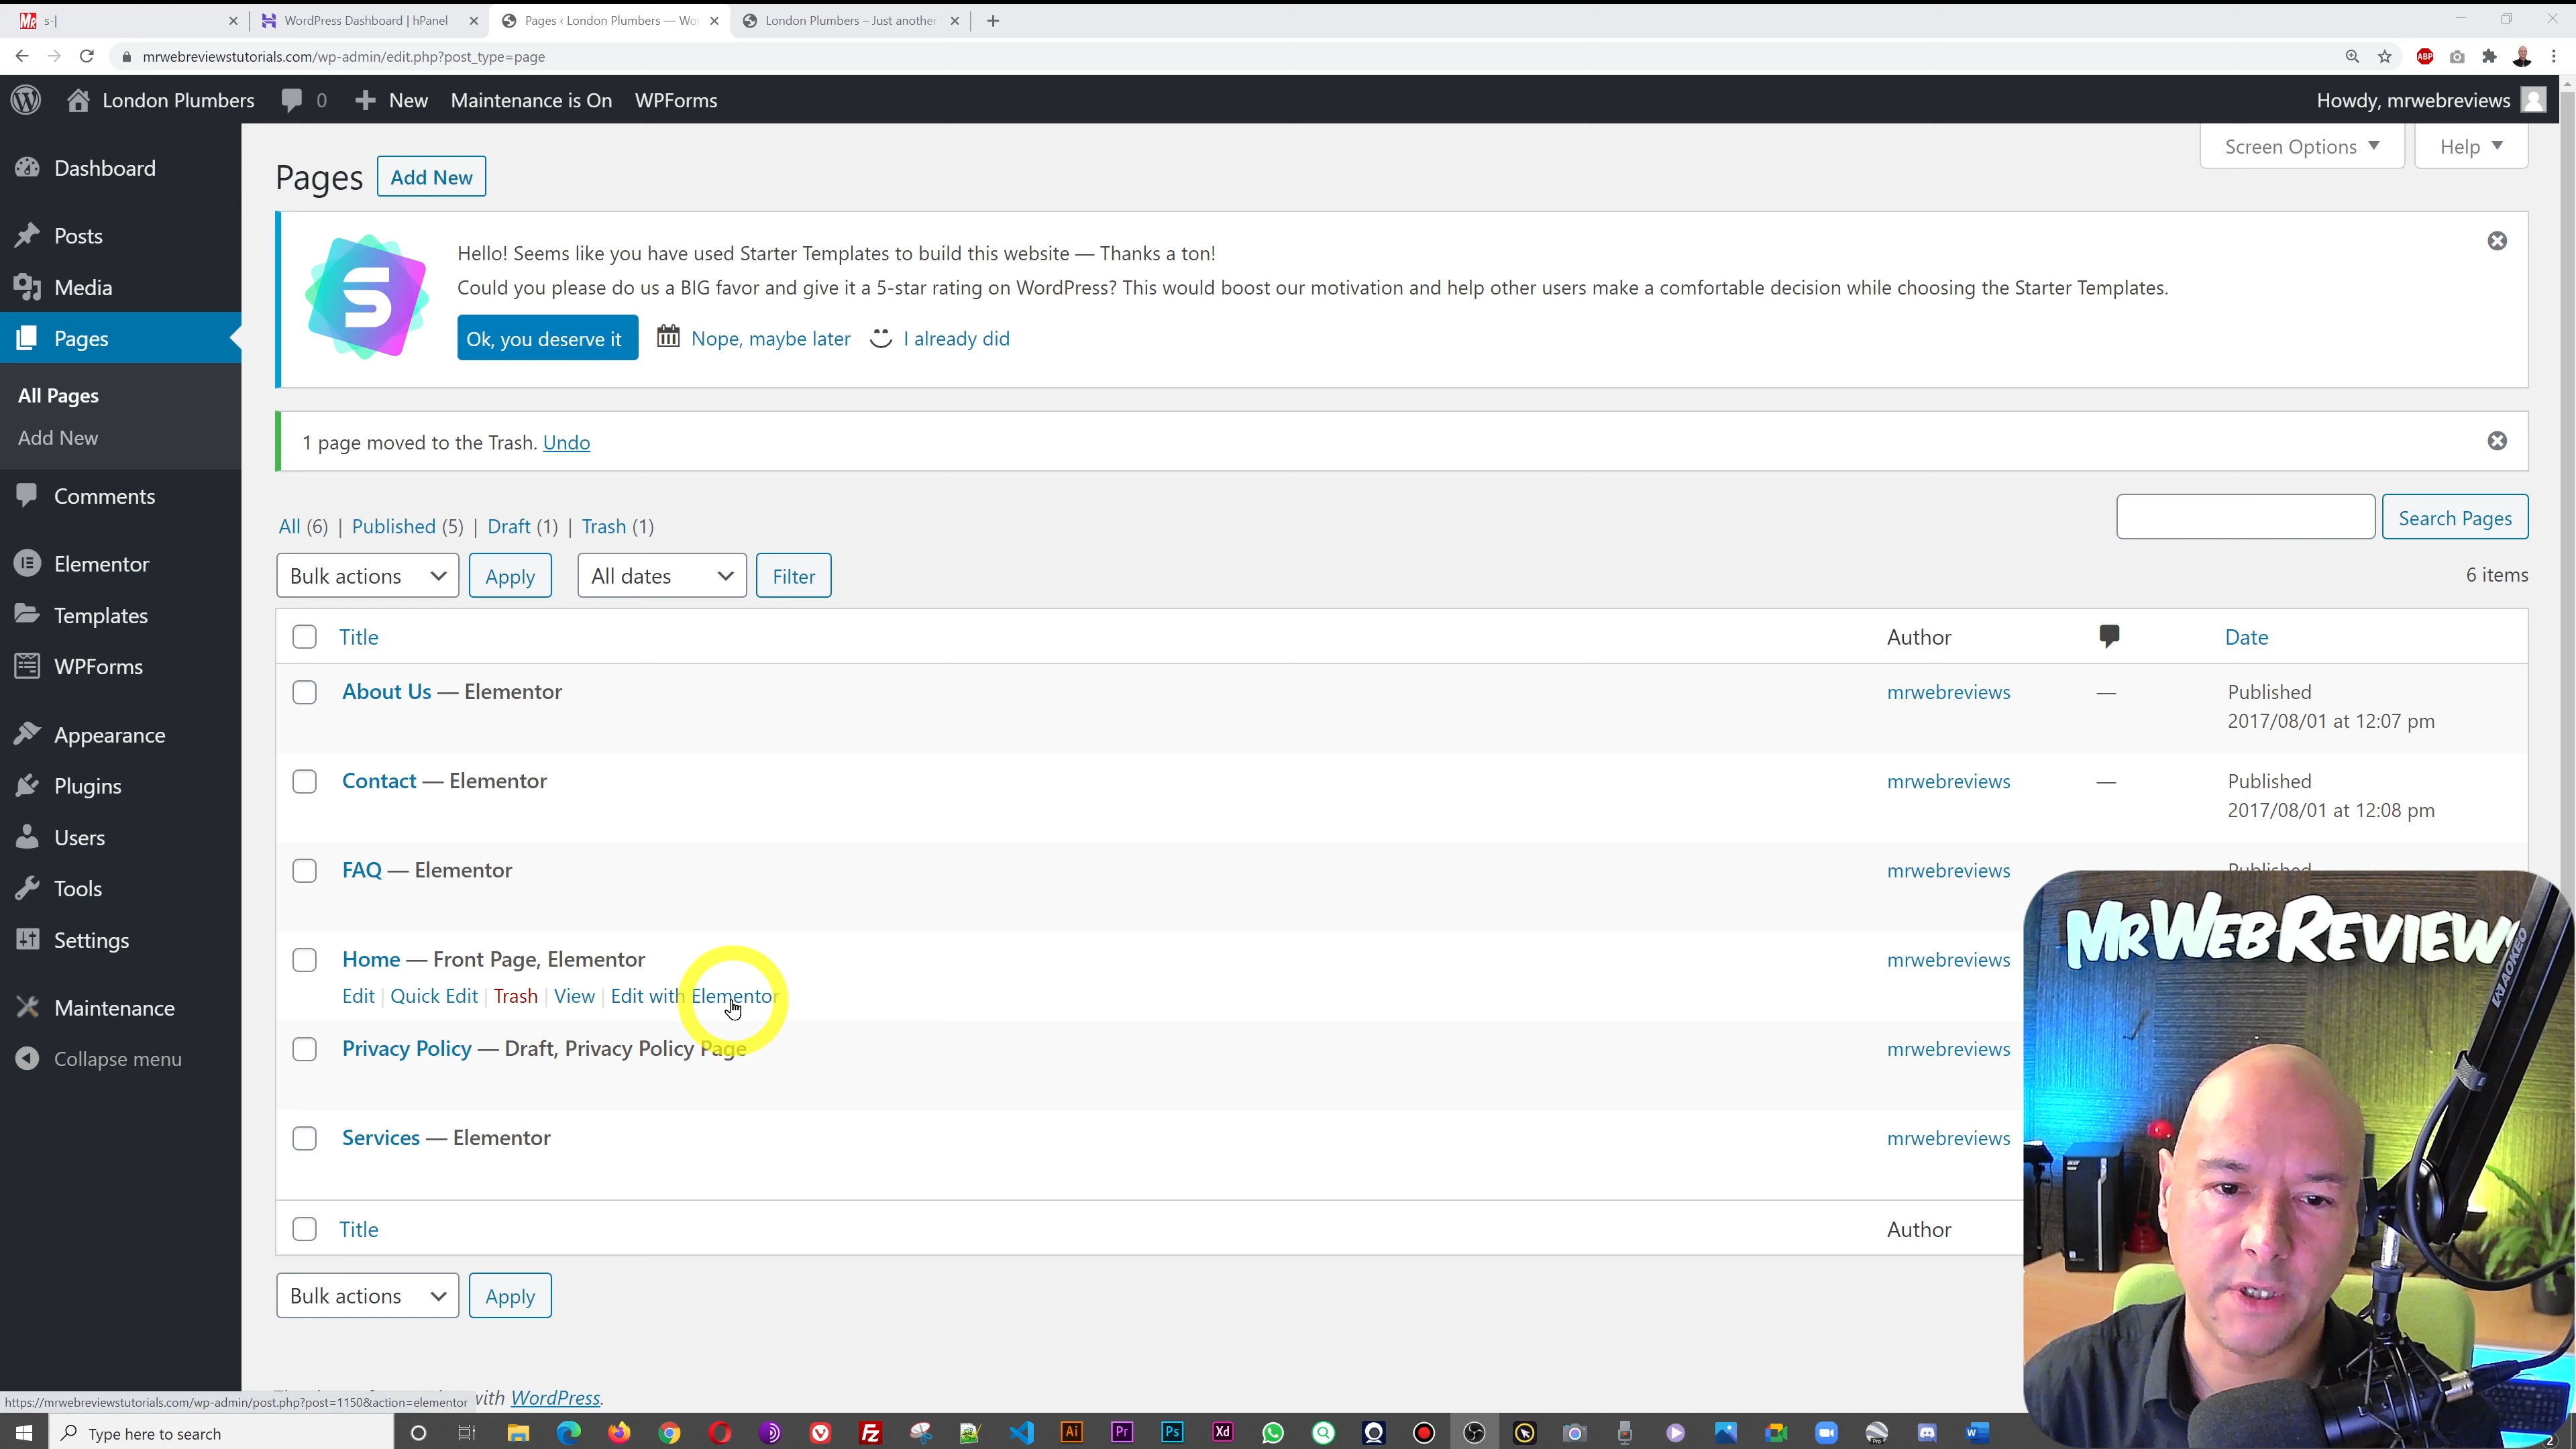 s-|
WordPress Dashboard | hPanel
Pages ‹ London Plumbers — Wo
London Plumbers – Just another
mrwebreviewstutorials.com/wp-admin/edit.php?post_type=page
ABP
London Plumbers 0 New Maintenance is On WPForms
Howdy, mrwebreviews
Dashboard
Posts
Media
Pages
All Pages
Add New
Comments
Elementor
Templates
WPForms
Appearance
Plugins
Users
Tools
Settings
Maintenance
Collapse menu
Screen Options Help
Pages Add New
Hello! Seems like you have used Starter Templates to build this website — Thanks a ton!
Could you please do us a BIG favor and give it a 5-star rating on WordPress? This would boost our motivation and help other users make a comfortable decision while choosing the Starter Templates.
Ok, you deserve it Nope, maybe later I already did
1 page moved to the Trash. Undo
All (6) | Published (5) | Draft (1) | Trash (1)
Search Pages
Bulk actions Apply All dates Filter
6 items
Title Author Date
About Us — Elementor mrwebreviews — Published
2017/08/01 at 12:07 pm
Contact — Elementor mrwebreviews — Published
2017/08/01 at 12:08 pm
FAQ — Elementor mrwebreviews Published
Home — Front Page, Elementor mrwebreviews
Edit | Quick Edit | Trash | View | Edit with Elementor
Privacy Policy — Draft, Privacy Policy Page mrwebreviews
Services — Elementor mrwebreviews
Title Author
Bulk actions Apply
with WordPress.
https://mrwebreviewstutorials.com/wp-admin/post.php?post=1150&action=elementor
Type here to search
Ai
Pr
Ps
Xd
MRWEBREVIEW
MAONEO